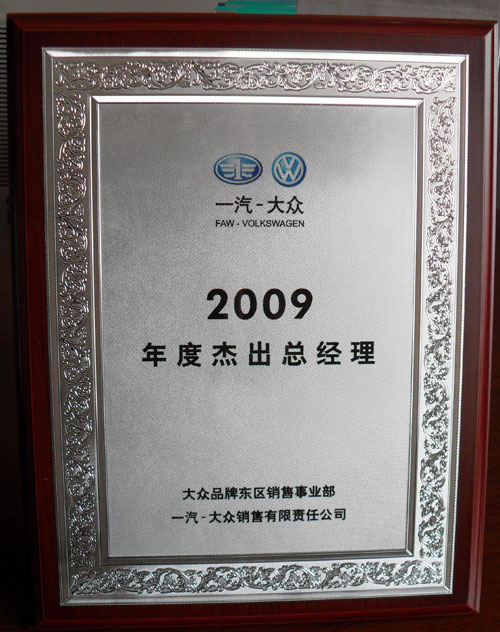 一汽-大众
FAW - VOLKSWAGEN
2009
年度杰出总经理
大众品牌东区销售事业部
一汽-大众销售有限责任公司